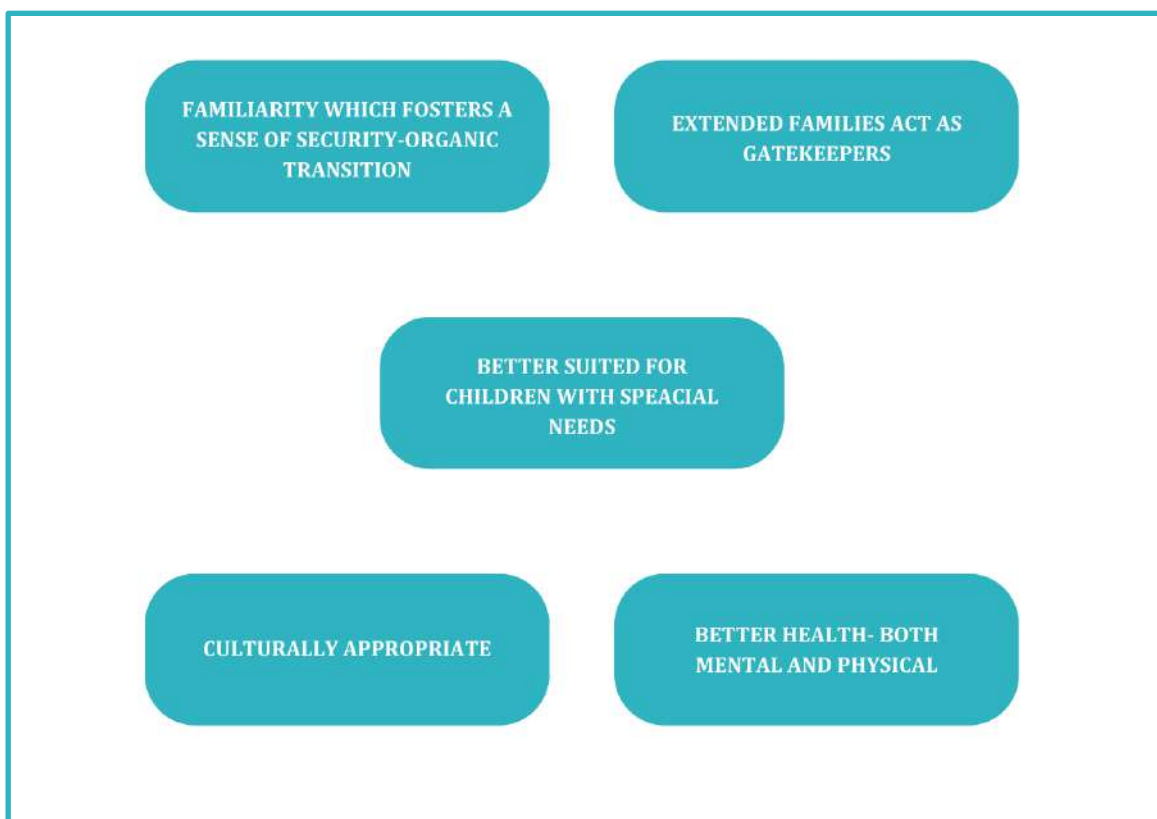 FAMILIARITY WHICH FOSTERS A
SENSE OF SECURITY-ORGANIC
TRANSITION
EXTENDED FAMILIES ACT AS
GATEKEEPERS
BETTER SUITED FOR
CHILDREN WITH SPEACIAL
NEEDS
CULTURALLY APPROPRIATE
BETTER HEALTH- BOTH
MENTAL AND PHYSICAL